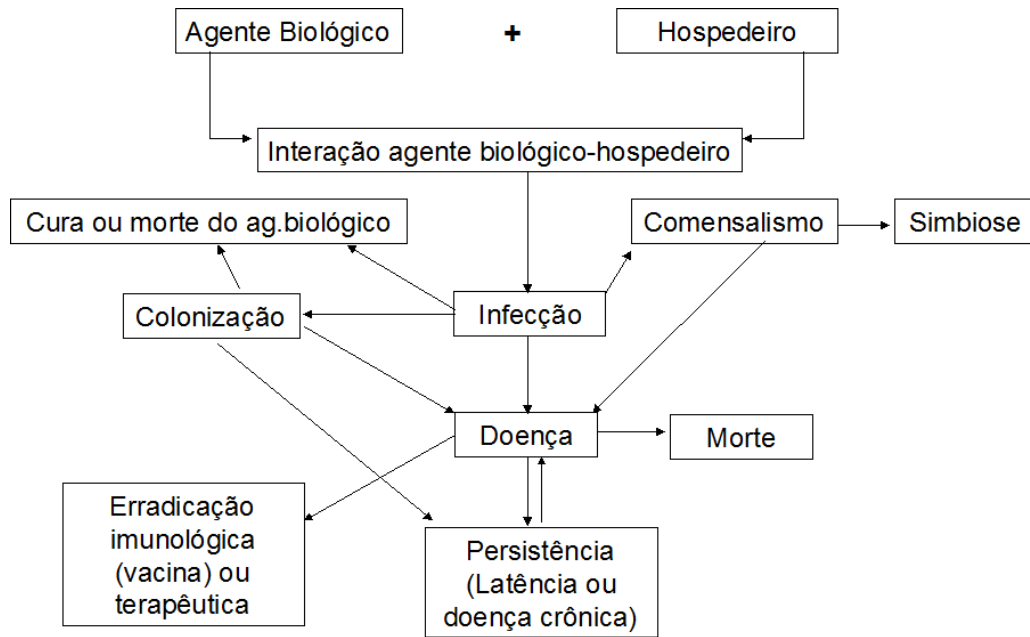 Agente Biológico
+
Hospedeiro
Interação agente biológico-hospedeiro
Cura ou morte do ag.biológico
Comensalismo
Simbiose
Colonização
Infecção
Doença
Morte
Erradicação
imunológica
(vacina) ou
terapêutica
Persistência
(Latência ou
doença crônica)